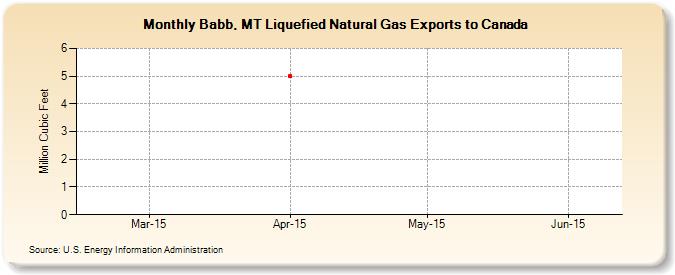 Monthly Babb, MT Liquefied Natural Gas Exports to Canada
Million Cubic Feet
6
5
4
3
2
1
0
Mar-15 Apr-15 May-15 Jun-15
Source: U.S. Energy Information Administration